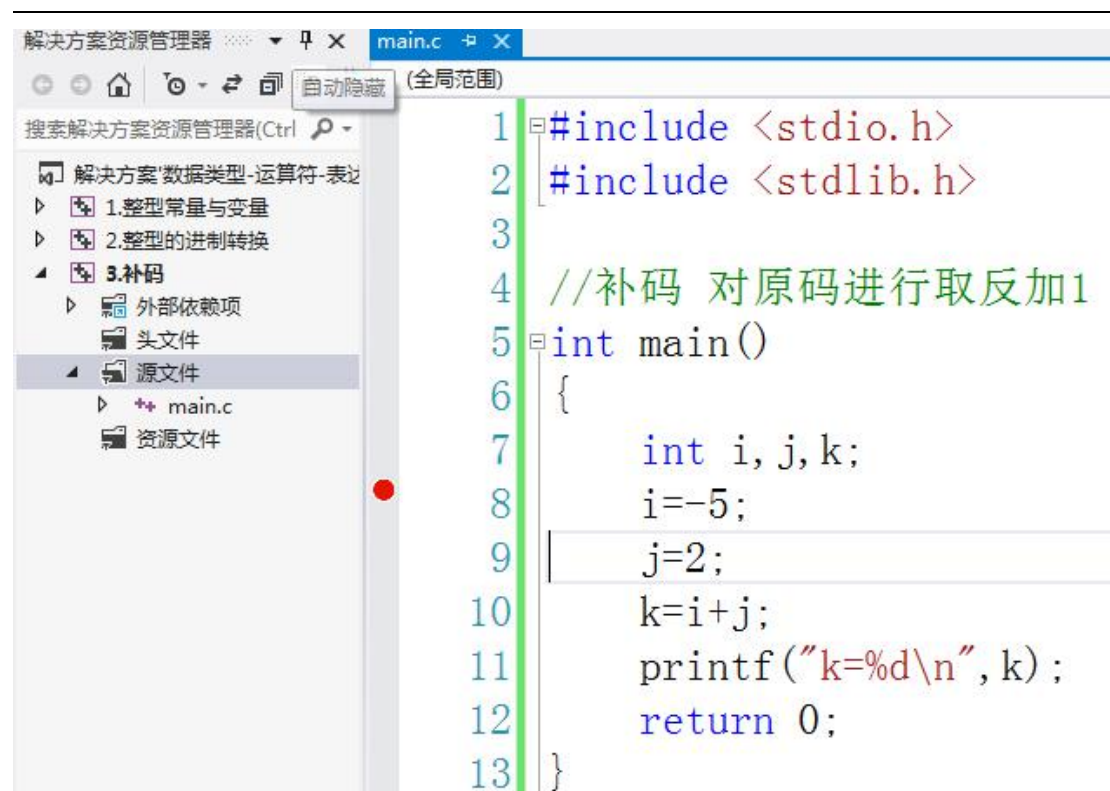 解决方案资源管理器
main.c
自动隐藏
(全局范围)
搜索解决方案资源管理器(Ctrl
解决方案'数据类型-运算符-表达
1.整型常量与变量
2.整型的进制转换
3.补码
外部依赖项
头文件
源文件
main.c
资源文件
1 #include <stdio.h>
2 #include <stdlib.h>
3
4 //补码 对原码进行取反加1
5 int main()
6 {
7 int i,j,k;
8 i=-5;
9 j=2;
10 k=i+j;
11 printf("k=%d\n",k);
12 return 0;
13 }